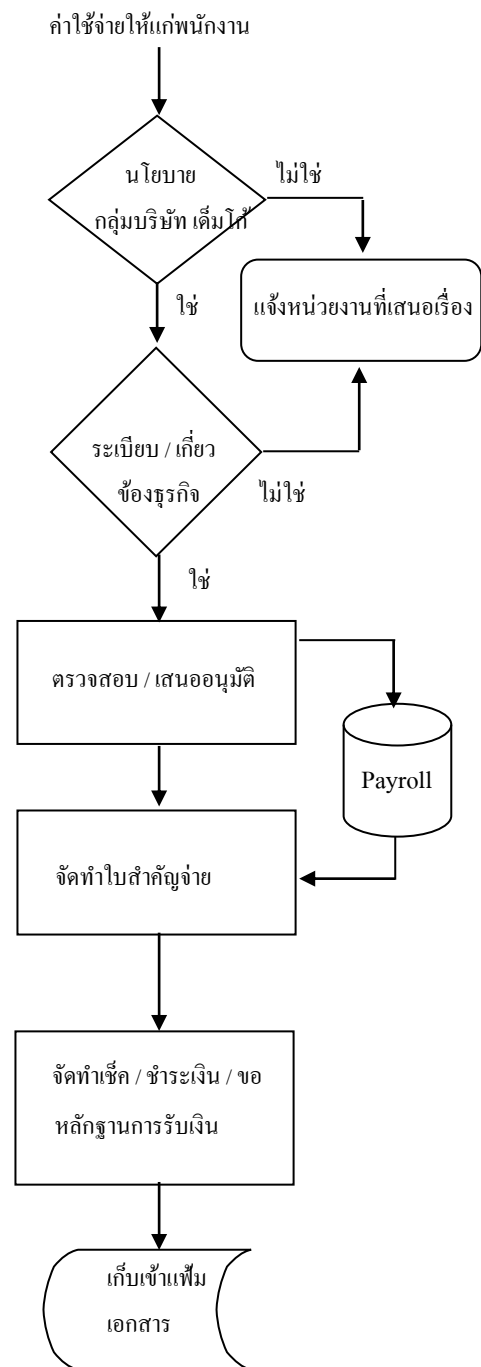 ค่าใช้จ่ายให้แก่พนักงาน
นโยบาย
กลุ่มบริษัท เด็มโก้
ไม่ใช่
ใช่
แจ้งหน่วยงานที่เสนอเรื่อง
ระเบียบ / เกี่ยว
ข้องธุรกิจ
ไม่ใช่
ใช่
ตรวจสอบ / เสนออนุมัติ
Payroll
จัดทำใบสำคัญจ่าย
จัดทำเช็ค / ชำระเงิน / ขอ
หลักฐานการรับเงิน
เก็บเข้าแฟ้ม
เอกสาร